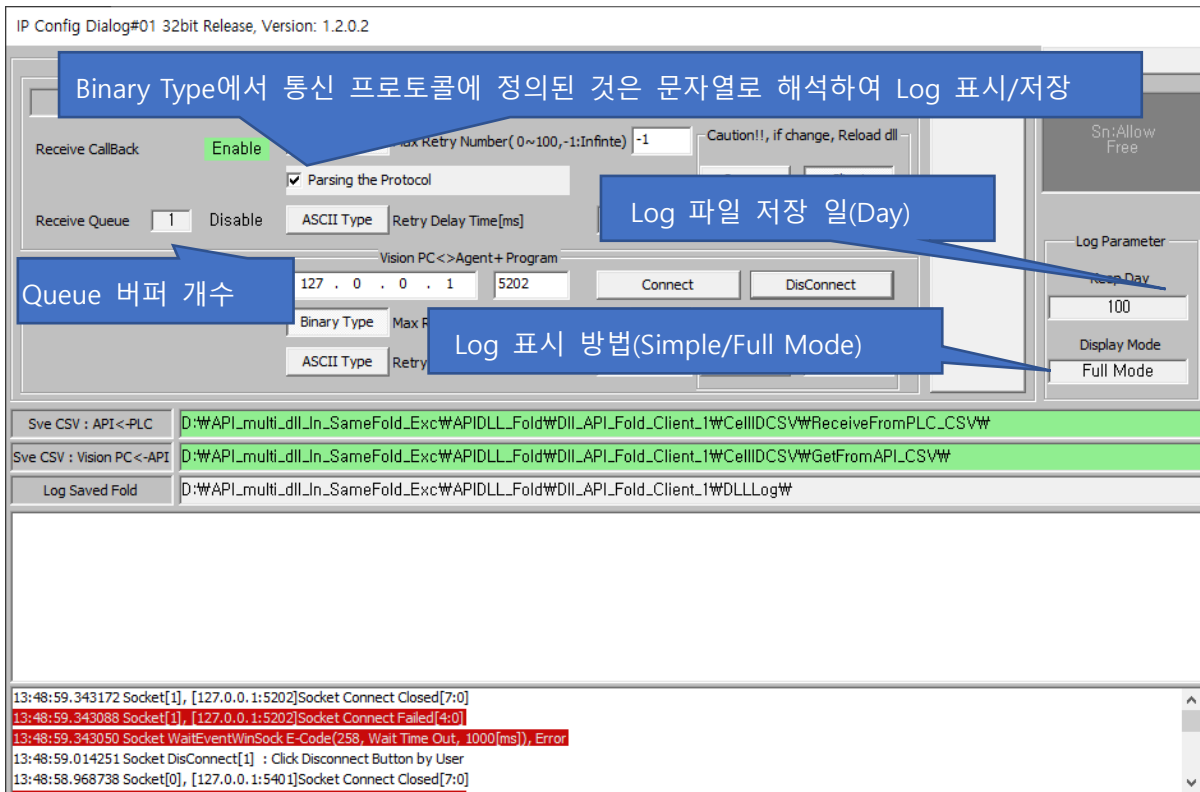 IP Config Dialog#01 32bit Release, Version: 1.2.0.2
Binary Type에서 통신 프로토콜에 정의된 것은 문자열로 해석하여 Log 표시/저장
Receive CallBack Enable Max Retry Number( 0~100,-1:Infinte) -1 Caution!!, if change, Reload dll
Sn:Allow
Free
Parsing the Protocol
Log 파일 저장 일(Day)
Receive Queue 1 Disable ASCII Type Retry Delay Time[ms]
Log Parameter
Vision PC<>Agent+ Program
Keep Day
Queue 버퍼 개수
127 . 0 . 0 . 1 5202 Connect DisConnect
100
Binary Type Max R
Log 표시 방법(Simple/Full Mode)
Display Mode
ASCII Type Retry
Full Mode
Sve CSV : API<-PLC D:₩API_multi_dll_In_SameFold_Exc₩APIDLL_Fold₩Dll_API_Fold_Client_1₩CellIDCSV₩ReceiveFromPLC_CSV₩
Sve CSV : Vision PC<-API D:₩API_multi_dll_In_SameFold_Exc₩APIDLL_Fold₩Dll_API_Fold_Client_1₩CellIDCSV₩GetFromAPI_CSV₩
Log Saved Fold D:₩API_multi_dll_In_SameFold_Exc₩APIDLL_Fold₩Dll_API_Fold_Client_1₩DLLLog₩
13:48:59.343172 Socket[1], [127.0.0.1:5202]Socket Connect Closed[7:0]
13:48:59.343088 Socket[1], [127.0.0.1:5202]Socket Connect Failed[4:0]
13:48:59.343050 Socket WaitEventWinSock E-Code(258, Wait Time Out, 1000[ms]), Error
13:48:59.014251 Socket DisConnect[1] : Click Disconnect Button by User
13:48:58.968738 Socket[0], [127.0.0.1:5401]Socket Connect Closed[7:0]